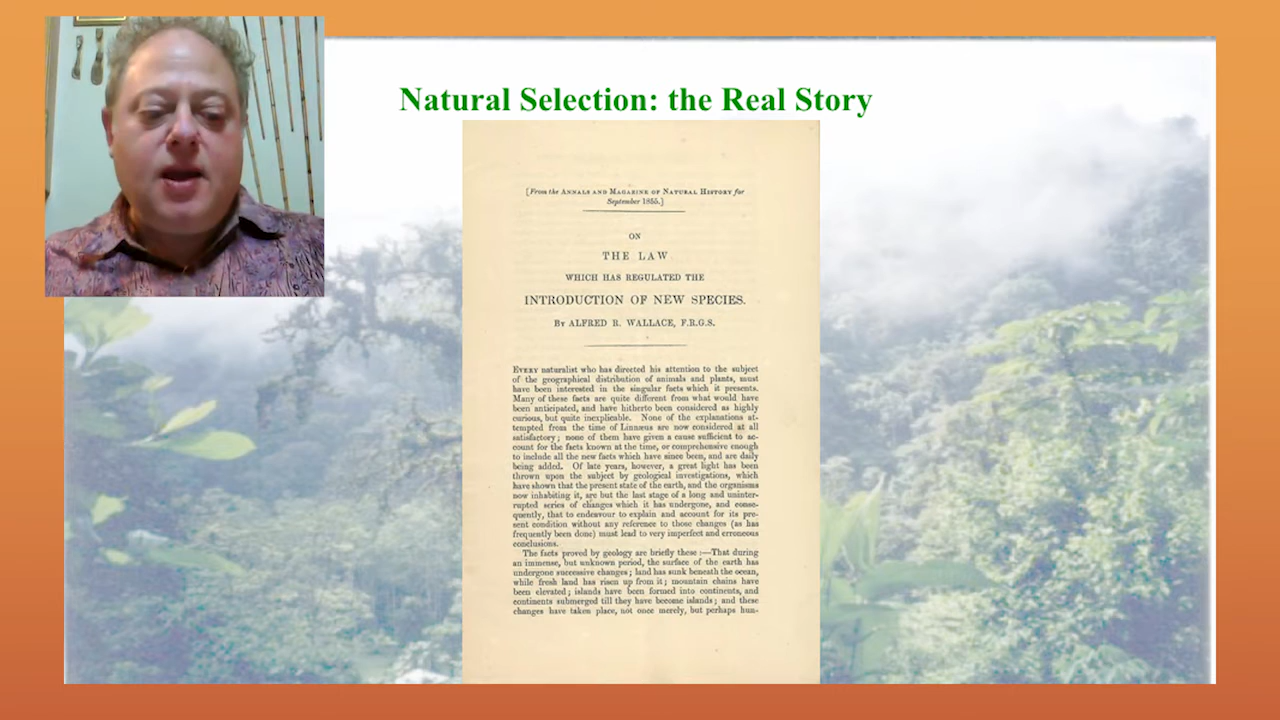 Natural Selection: the Real Story
[From the ANNALS AND MAGAZINE OF NATURAL HISTORY for
September 1855.]
ON
THE LAW
WHICH HAS REGULATED THE
INTRODUCTION OF NEW SPECIES.
BY ALFRED R. WALLACE, F.R.G.S.
EVERY naturalist who has directed his attention to the subject
of the geographical distribution of animals and plants, must
have been interested in the singular facts which it presents.
Many of these facts are quite different from what would have
been anticipated, and have hitherto been considered as highly
curious, but quite inexplicable. None of the explanations at-
tempted from the time of Linnæus are now considered at all
satisfactory; none of them have given a cause sufficient to ac-
count for the facts known at the time, or comprehensive enough
to include all the new facts which have since been, and are daily
being added. Of late years, however, a great light has been
thrown upon the subject by geological investigations, which
have shown that the present state of the earth, and the organisms
now inhabiting it, are but the last stage of a long and uninter-
rupted series of changes which it has undergone, and conse-
quently, that to endeavour to explain and account for its pre-
sent condition without any reference to those changes (as has
frequently been done) must lead to very imperfect and erroneous
conclusions.
The facts proved by geology are briefly these:—That during
an immense, but unknown period, the surface of the earth has
undergone successive changes; land has sunk beneath the ocean,
while fresh land has risen up from it; mountain chains have
been elevated; islands have been formed into continents, and
continents submerged till they have become islands; and these
changes have taken place, not once merely, but perhaps hun-